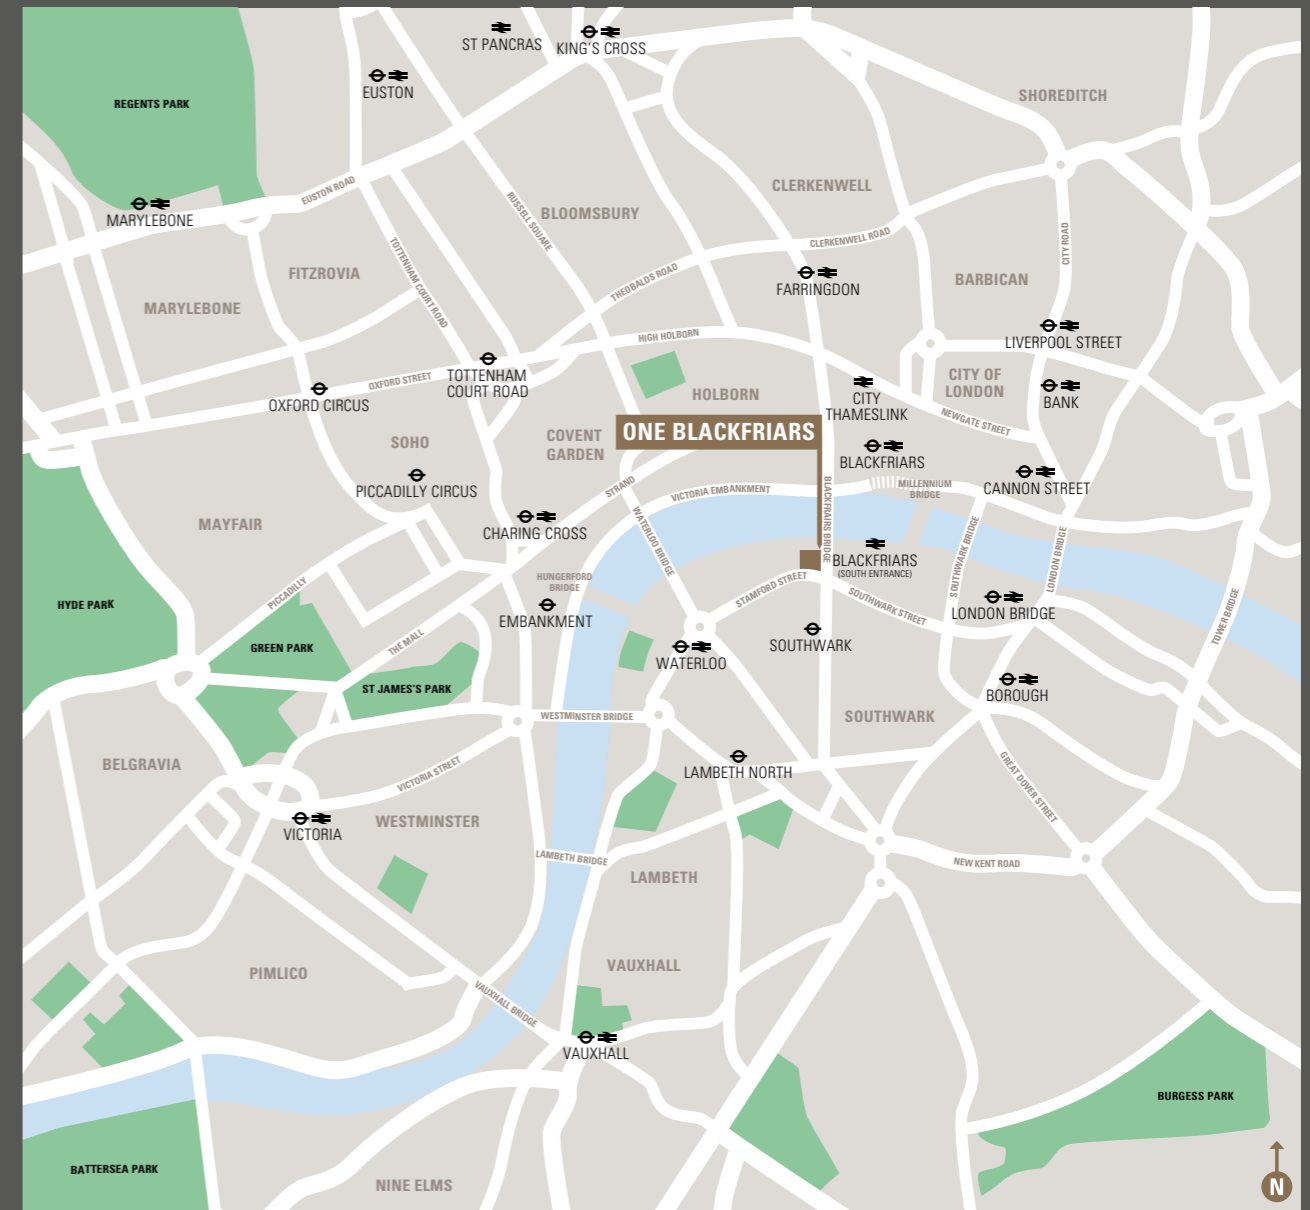 ST PANCRAS
KING'S CROSS
EUSTON
REGENTS PARK
SHOREDITCH
EUSTON ROAD
CLERKENWELL
MARYLEBONE
RUSSELL SQUARE
BLOOMSBURY
CLERKENWELL ROAD
CITY ROAD
TOTTENHAM COURT ROAD
FITZROVIA
THEOBALDS ROAD
FARRINGDON
BARBICAN
MARYLEBONE
HIGH HOLBORN
LIVERPOOL STREET
OXFORD STREET
TOTTENHAM
COURT ROAD
OXFORD CIRCUS
HOLBORN
CITY
THAMESLINK
CITY OF
LONDON
BANK
NEWGATE STREET
SOHO
COVENT
GARDEN
ONE BLACKFRIARS
BLACKFRIARS
PICCADILLY CIRCUS
STRAND
VICTORIA EMBANKMENT
MILLENNIUM
BRIDGE
CANNON STREET
MAYFAIR
CHARING CROSS
WATERLOO BRIDGE
BLACKFRIAIRS BRIDGE
SOUTHWARK BRIDGE
LONDON BRIDGE
BLACKFRIARS
(SOUTH ENTRANCE)
HUNGERFORD
BRIDGE
PICCADILLY
STAMFORD STREET
SOUTHWARK STREET
HYDE PARK
EMBANKMENT
LONDON BRIDGE
TOWER BRIDGE
GREEN PARK
THE MALL
SOUTHWARK
WATERLOO
ST JAMES'S PARK
BOROUGH
WESTMINSTER BRIDGE
SOUTHWARK
BELGRAVIA
VICTORIA STREET
LAMBETH NORTH
GREAT DOVER STREET
VICTORIA
WESTMINSTER
LAMBETH BRIDGE
LAMBETH
NEW KENT ROAD
PIMLICO
VAUXHALL
VAUXHALL BRIDGE
VAUXHALL
BURGESS PARK
BATTERSEA PARK
NINE ELMS
N